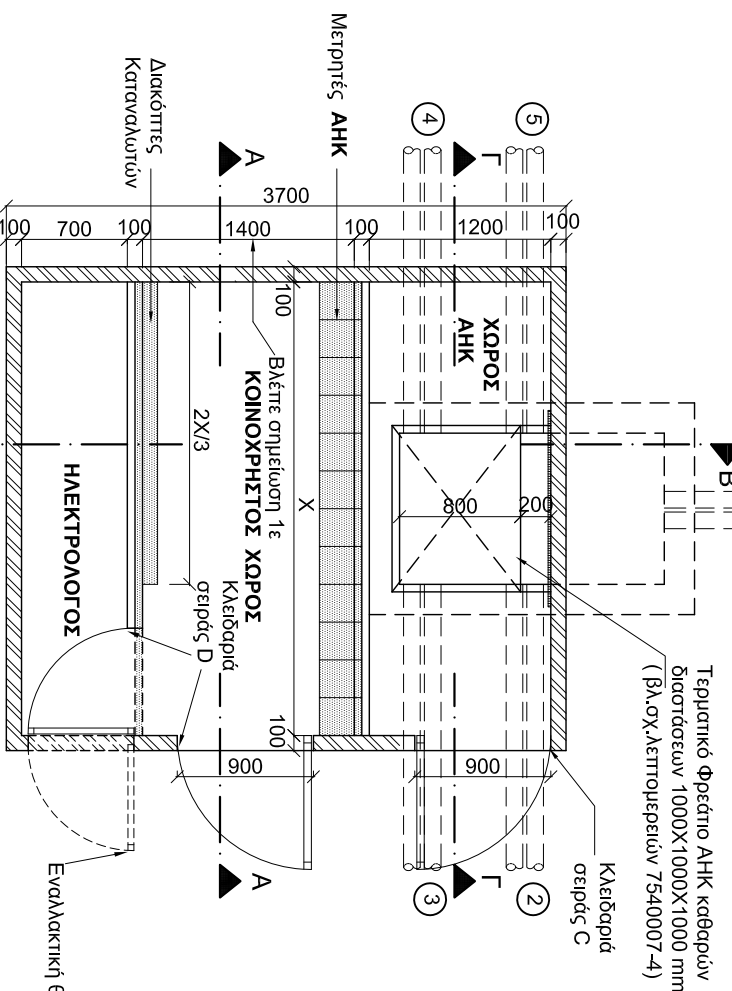 Μετρητές ΑΗΚ
Διακόπτες
Καταναλωτών
4
5
Γ
Α
3700
100
700
100
1400
100
1200
100
100
ΧΩΡΟΣ
ΑΗΚ
Βλέπε σημείωση 1ε
ΚΟΙΝΟΧΡΗΣΤΟΣ ΧΩΡΟΣ
Χ
2Χ/3
ΗΛΕΚΤΡΟΛΟΓΟΣ
Κλειδαριά
σειράς D
800
200
Β
Τερματικό Φρεάτιο ΑΗΚ καθαρών
διαστάσεων 1000Χ1000Χ1000 mm
( βλ.σχ.λεπτομερειών 7540007-4)
100
900
900
Κλειδαριά
σειράς C
Α
Γ
3
2
Εναλλακτική